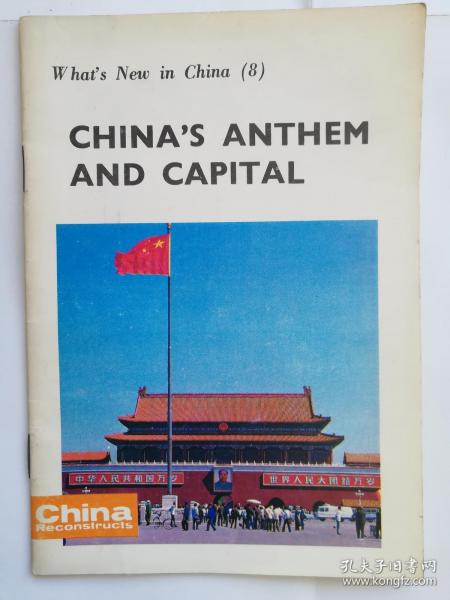 What's New in China (8)
CHINA'S ANTHEM
AND CAPITAL
中华人民共和国万岁
世界人民大团结万岁
China
Reconstructs
孔夫子旧书网
www.kongfz.com